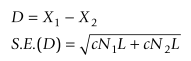 D = X₁ − X₂
S.E.(D) = √(cN₁L + cN₂L)